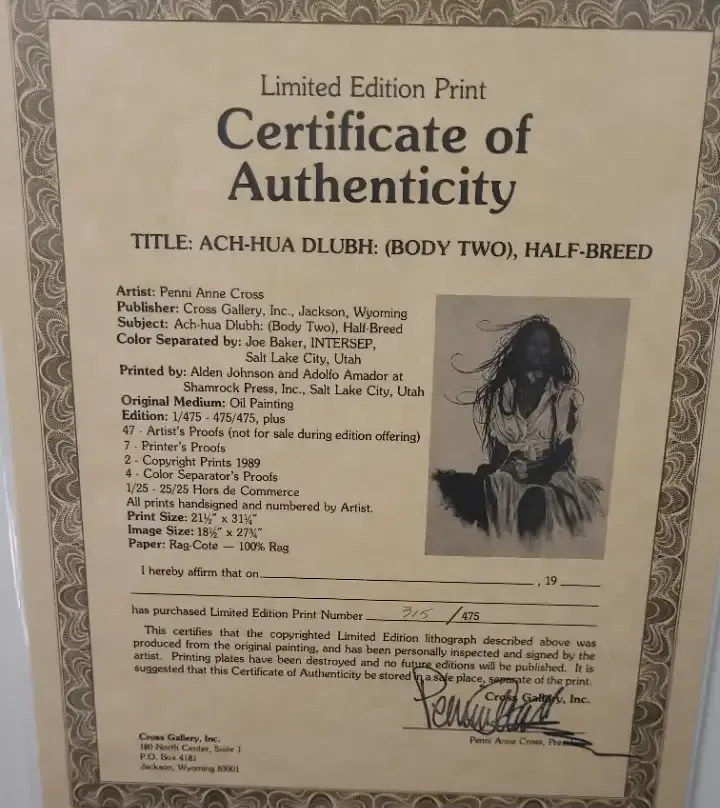 Limited Edition Print
Certificate of
Authenticity
TITLE: ACH-HUA DLUBH: (BODY TWO), HALF-BREED
Artist: Penni Anne Cross
Publisher: Cross Gallery, Inc., Jackson, Wyoming
Subject: Ach-hua Dlubh: (Body Two), Half-Breed
Color Separated by: Joe Baker, INTERSEP,
Salt Lake City, Utah
Printed by: Alden Johnson and Adolfo Amador at
Shamrock Press, Inc., Salt Lake City, Utah
Original Medium: Oil Painting
Edition: 1/475 - 475/475, plus
47 - Artist's Proofs (not for sale during edition offering)
7 - Printer's Proofs
2 - Copyright Prints 1989
4 - Color Separator's Proofs
1/25 - 25/25 Hors de Commerce
All prints handsigned and numbered by Artist.
Print Size: 21½" x 31¼"
Image Size: 18½" x 27¾"
Paper: Rag-Cote — 100% Rag
I hereby affirm that on , 19
has purchased Limited Edition Print Number 315 /475
This certifies that the copyrighted Limited Edition lithograph described above was
produced from the original painting, and has been personally inspected and signed by the
artist. Printing plates have been destroyed and no future editions will be published. It is
suggested that this Certificate of Authenticity be stored in a safe place, separate of the print.
Cross Gallery, Inc.
Penni Anne Cross,
Cross Gallery, Inc.
180 North Center, Suite 1
P.O. Box 4181
Jackson, Wyoming 83001